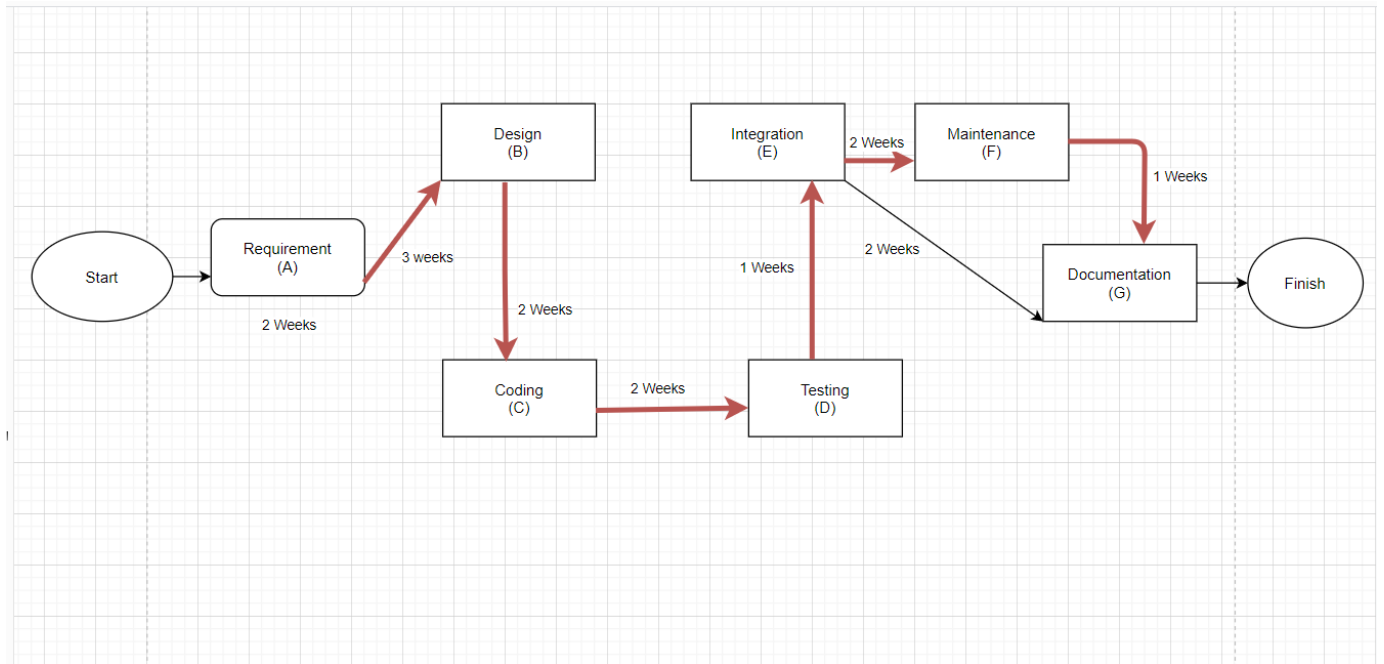 Start
Requirement
(A)
2 Weeks
3 weeks
Design
(B)
2 Weeks
Coding
(C)
2 Weeks
Testing
(D)
1 Weeks
Integration
(E)
2 Weeks
2 Weeks
Maintenance
(F)
1 Weeks
Documentation
(G)
Finish